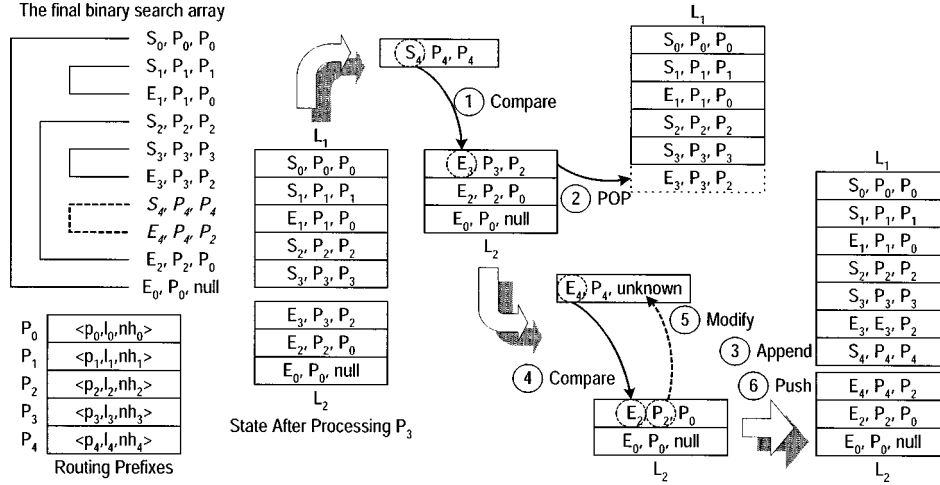 The final binary search array
S0, P0, P0
S1, P1, P1
E1, P1, P0
S2, P2, P2
S3, P3, P3
E3, P3, P2
S4, P4, P4
E4, P4, P2
E2, P2, P0
E0, P0, null
P0 <p0,l0,nh0>
P1 <p1,l1,nh1>
P2 <p2,l2,nh2>
P3 <p3,l3,nh3>
P4 <p4,l4,nh4>
Routing Prefixes
L1
S0, P0, P0
S1, P1, P1
E1, P1, P0
S2, P2, P2
S3, P3, P3
E3, P3, P2
E2, P2, P0
E0, P0, null
L2
State After Processing P3
S4, P4, P4
1 Compare
E3, P3, P2
E2, P2, P0
E0, P0, null
L2
2 POP
L1
S0, P0, P0
S1, P1, P1
E1, P1, P0
S2, P2, P2
S3, P3, P3
E3, P3, P2
E4, P4, unknown
5 Modify
4 Compare
E2, P2, P0
E0, P0, null
L2
3 Append
6 Push
L1
S0, P0, P0
S1, P1, P1
E1, P1, P0
S2, P2, P2
S3, P3, P3
E3, E3, P2
S4, P4, P4
E4, P4, P2
E2, P2, P0
E0, P0, null
L2